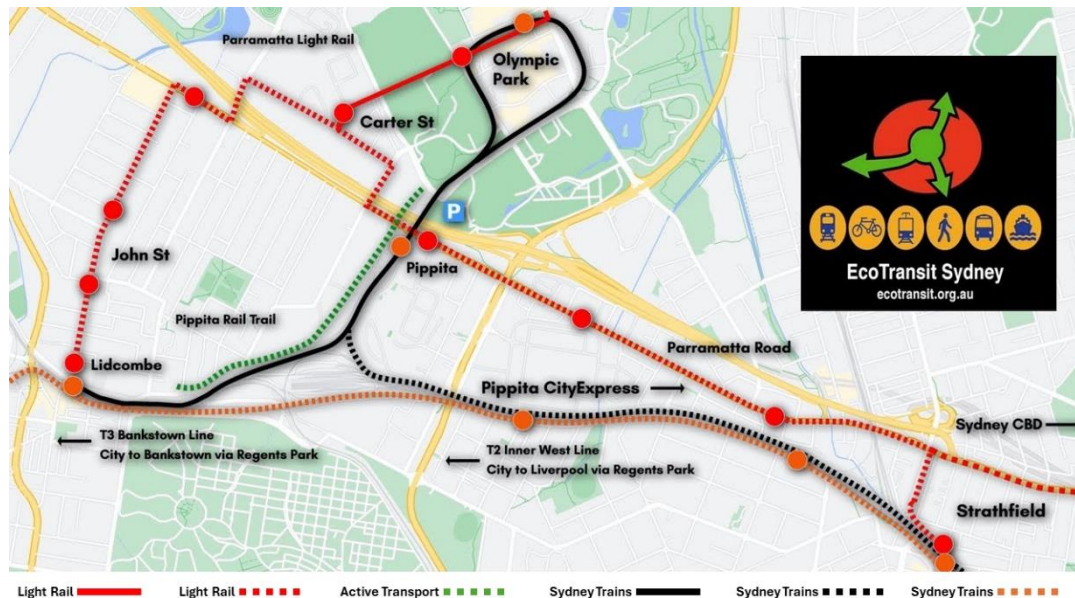 Parramatta Light Rail
Olympic
Park
Carter St
P
Pippita
John St
Pippita Rail Trail
Lidcombe
Parramatta Road
Pippita CityExpress
Sydney CBD
T3 Bankstown Line
City to Bankstown via Regents Park
T2 Inner West Line
City to Liverpool via Regents Park
Strathfield
EcoTransit Sydney
ecotransit.org.au
Light Rail
Light Rail
Active Transport
Sydney Trains
Sydney Trains
Sydney Trains